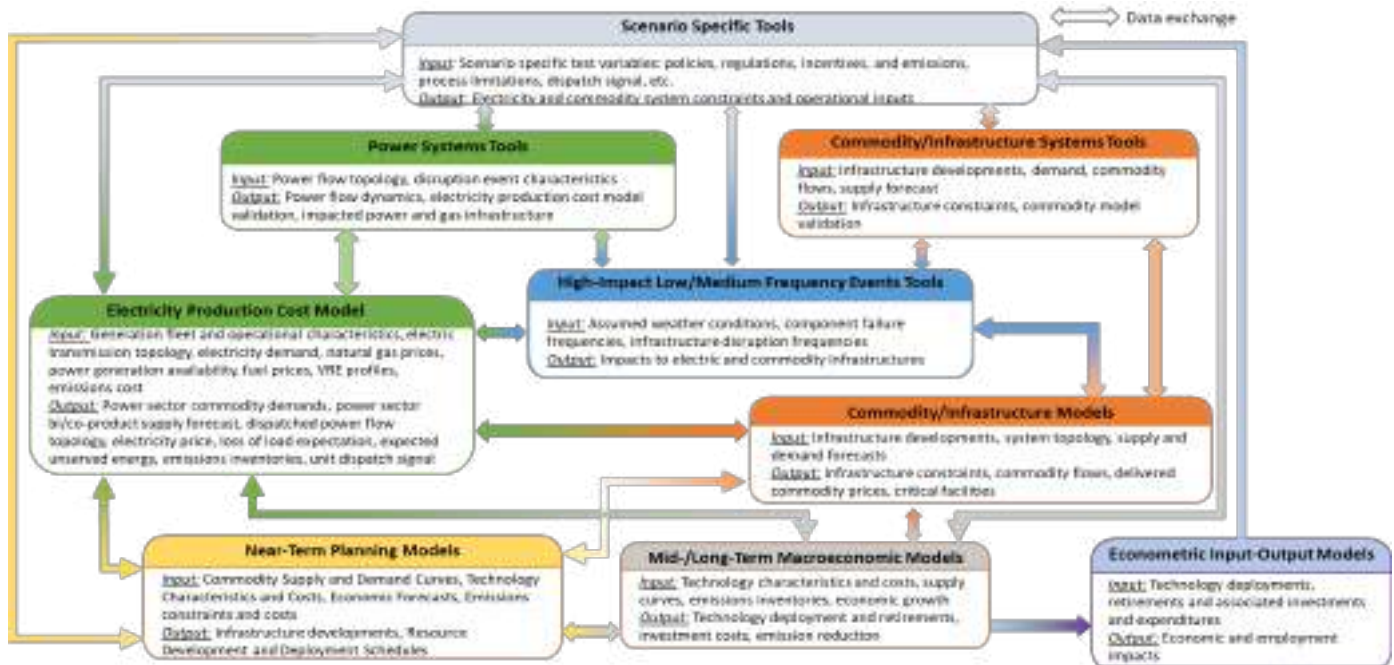 Data exchange
Scenario Specific Tools
Input: Scenario specific test variables: policies, regulations, incentives, and emissions,
process limitations, dispatch signal, etc.
Output: Electricity and commodity system constraints and operational inputs
Power Systems Tools
Input: Power flow topology, disruption event characteristics
Output: Power flow dynamics, electricity production cost model
validation, impacted power and gas infrastructure
Commodity/Infrastructure Systems Tools
Input: Infrastructure developments, demand, commodity
flows, supply forecast
Output: Infrastructure constraints, commodity model
validation
High-Impact Low/Medium Frequency Events Tools
Input: Assumed weather conditions, component failure
frequencies, infrastructure disruption frequencies
Output: Impacts to electric and commodity infrastructures
Electricity Production Cost Model
Input: Generation fleet and operational characteristics, electric
transmission topology, electricity demand, natural gas prices,
power generation availability, fuel prices, VRE profiles,
emissions cost
Output: Power sector commodity demands, power sector
bi/co-product supply forecast, dispatched power flow
topology, electricity price, loss of load expectation, expected
unserved energy, emissions inventories, unit dispatch signal
Commodity/Infrastructure Models
Input: Infrastructure developments, system topology, supply and
demand forecasts
Output: Infrastructure constraints, commodity flows, delivered
commodity prices, critical facilities
Near-Term Planning Models
Input: Commodity Supply and Demand Curves, Technology
Characteristics and Costs, Economic Forecasts, Emissions
constraints and costs
Output: Infrastructure developments, Resource
Development and Deployment Schedules
Mid-/Long-Term Macroeconomic Models
Input: Technology characteristics and costs, supply
curves, emissions inventories, economic growth
Output: Technology deployment and retirements,
investment costs, emission reduction
Econometric Input-Output Models
Input: Technology deployments,
retirements and associated investments
and expenditures
Output: Economic and employment
impacts